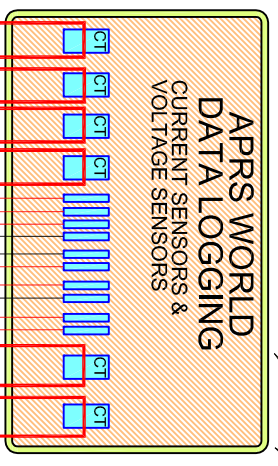 APRS WORLD
DATA LOGGING
CURRENT SENSORS &
VOLTAGE SENSORS
CT
CT
CT
CT
CT
CT